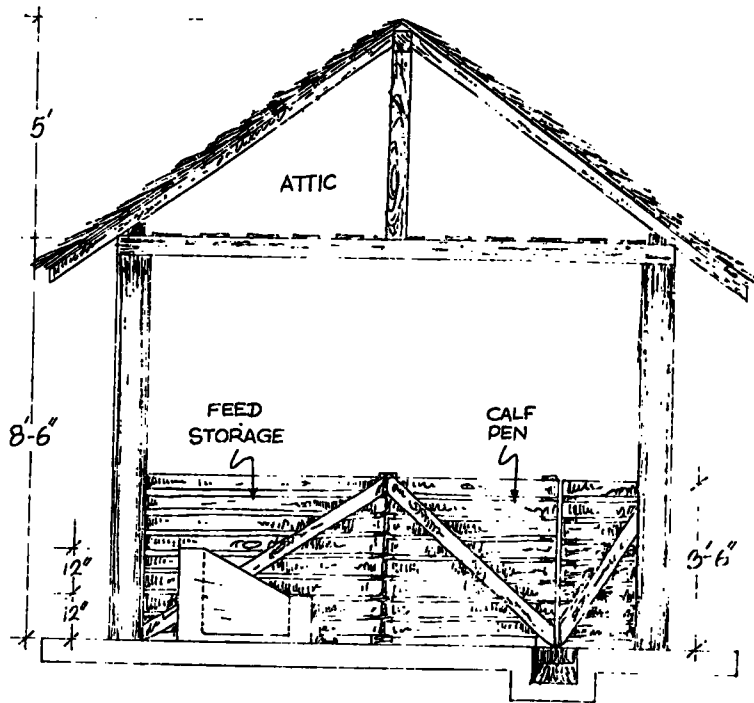 5'
ATTIC
8'-6"
FEED
STORAGE
CALF
PEN
12"
12"
3'-6"